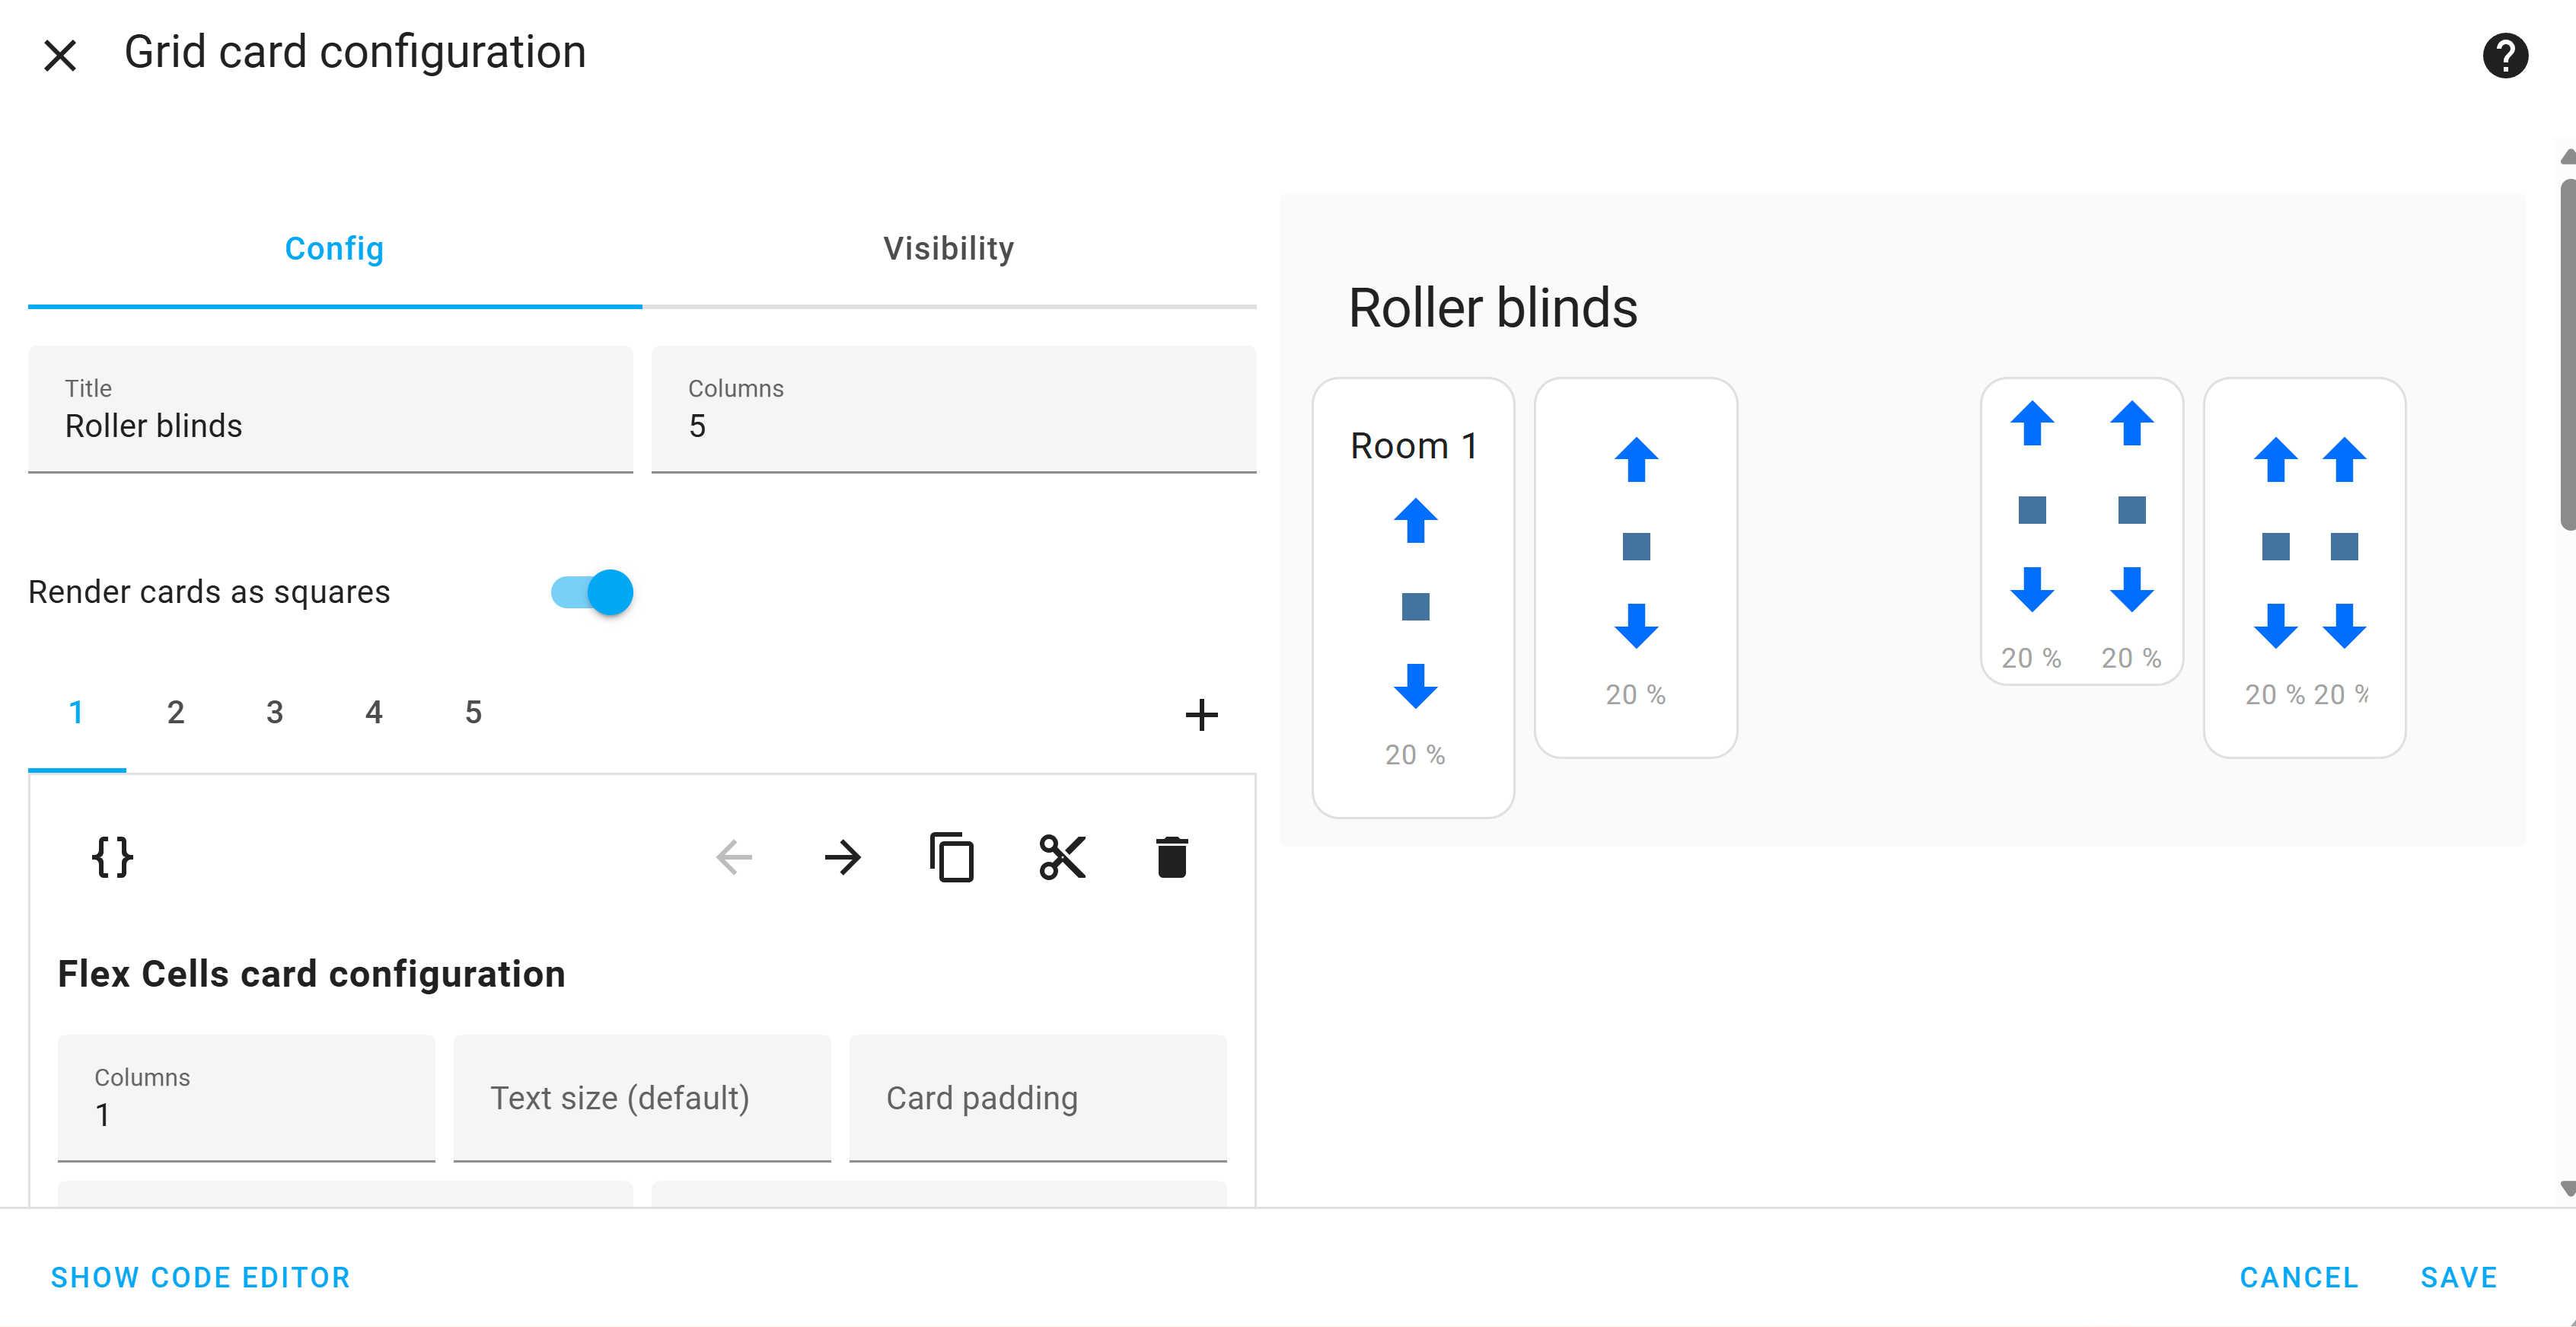 Grid card configuration
Config
Visibility
Title
Roller blinds
Columns
5
Render cards as squares
1 2 3 4 5
{}
Flex Cells card configuration
Columns
1
Text size (default)
Card padding
Roller blinds
Room 1
20 %
20 %
20 % 20 %
20 % 20 %
SHOW CODE EDITOR
CANCEL
SAVE